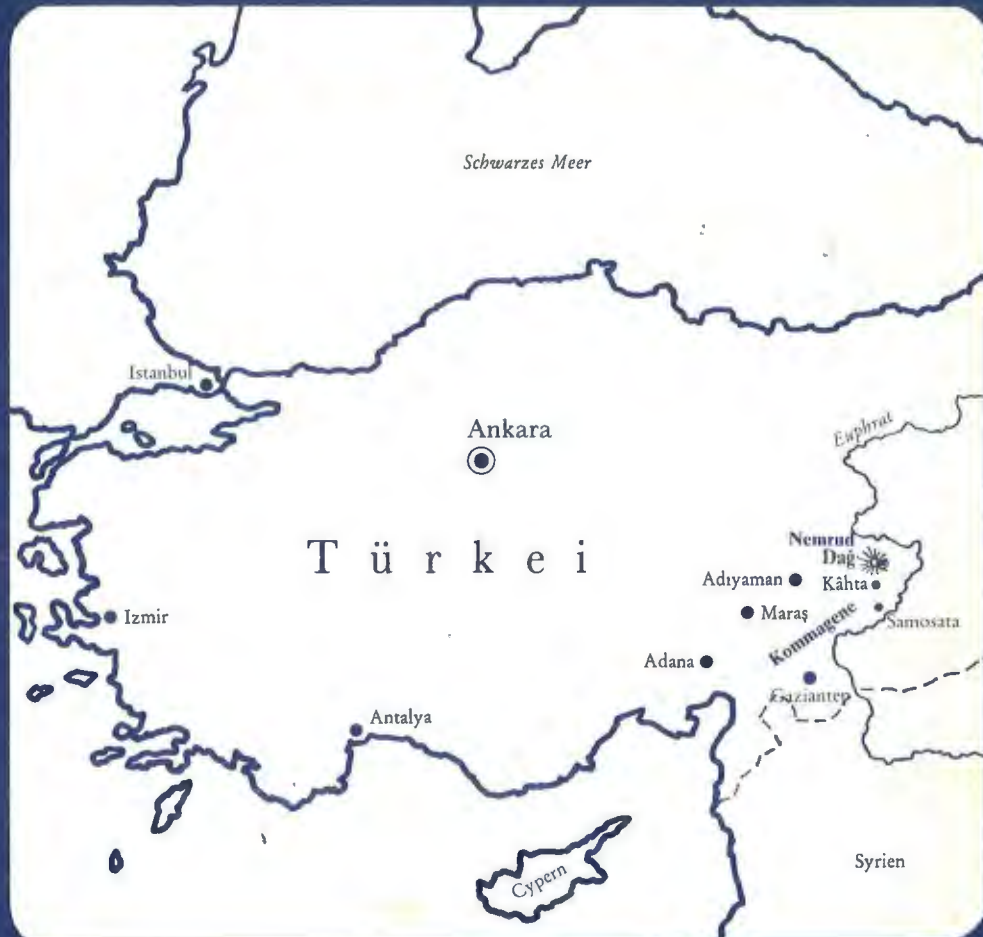 Schwarzes Meer
Istanbul
Ankara
Euphrat
Türkei
Nemrud
Dağ
Adıyaman
Kâhta
Izmir
Maraş
Samosata
Kommagene
Adana
Gaziantep
Antalya
Cypern
Syrien